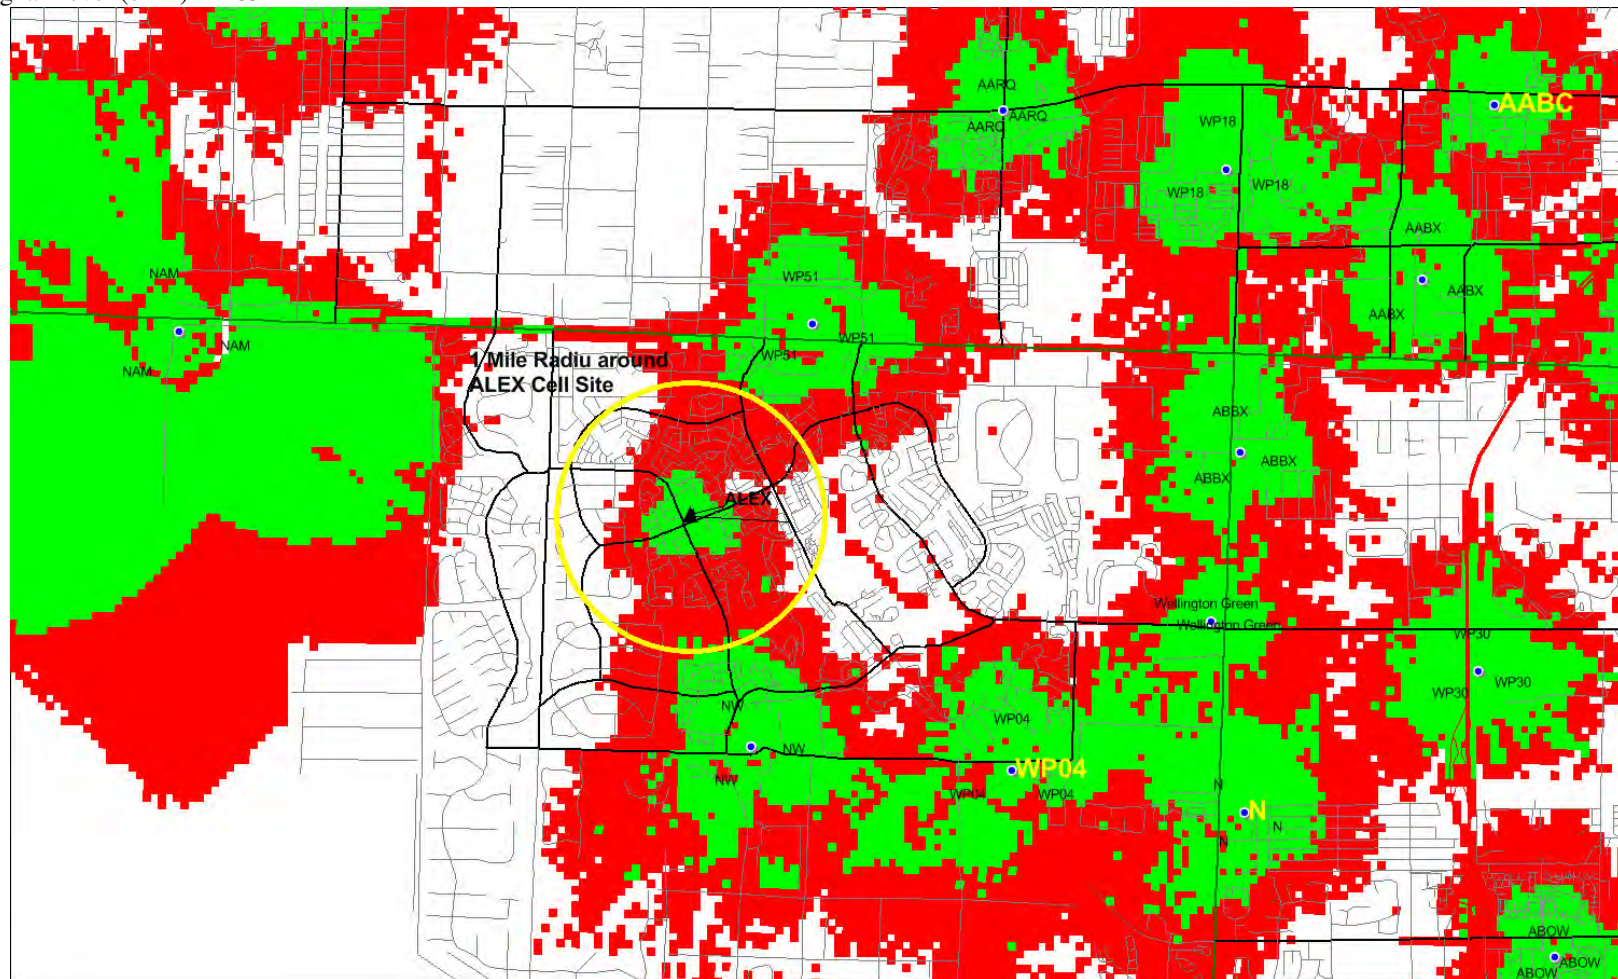 AARQ
AARQ
AARQ
AABC
WP18
WP18
WP18
AABX
AABX
AABX
NAM
NAM
NAM
WP51
WP51
WP51
1 Mile Radiu around
ALEX Cell Site
ABBX
ABBX
ABBX
ALEX
Wellington Green
Wellington Green
WP30
WP30
WP30
NW
NW
NW
WP04
WP04
WP04
WP04
N
N
N
N
ABOW
ABOW
ABOW